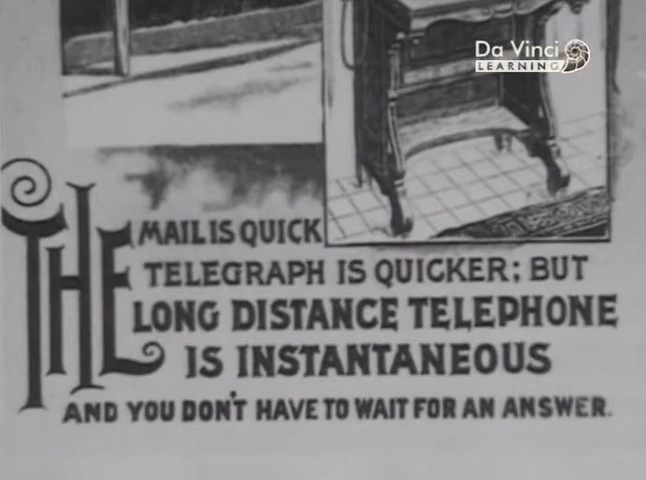 Da Vinci
LEARNING
THE MAIL IS QUICK
TELEGRAPH IS QUICKER; BUT
LONG DISTANCE TELEPHONE
IS INSTANTANEOUS
AND YOU DON'T HAVE TO WAIT FOR AN ANSWER.